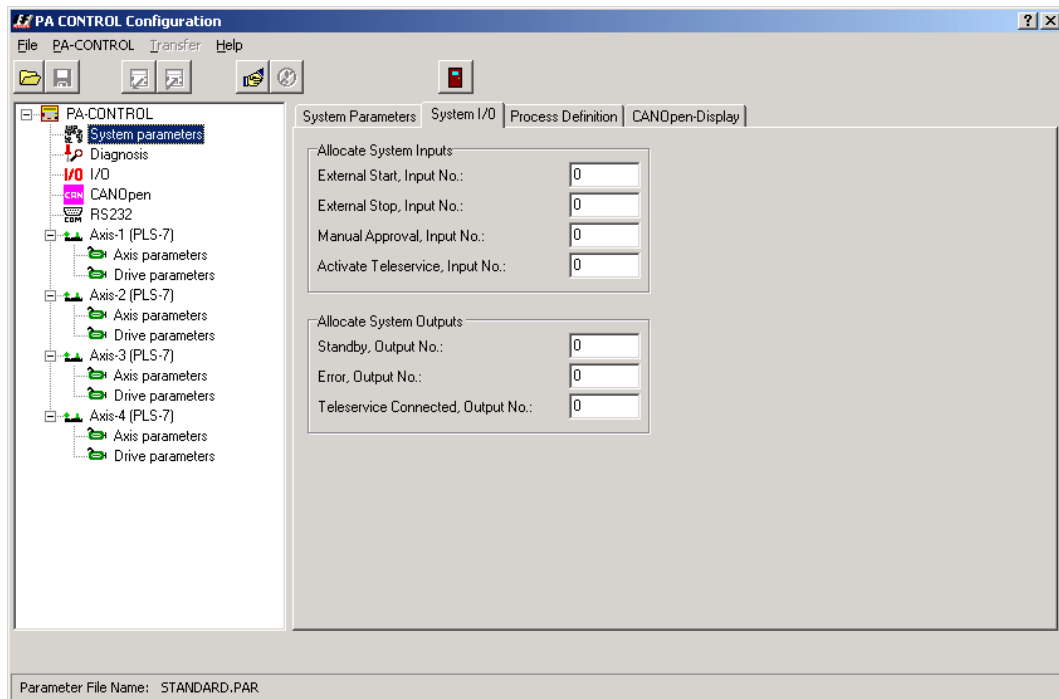 PA CONTROL Configuration
File PA-CONTROL Transfer Help
PA-CONTROL
System parameters
Diagnosis
I/O I/O
CAN CANOpen
COM RS232
Axis-1 (PLS-7)
Axis parameters
Drive parameters
Axis-2 (PLS-7)
Axis parameters
Drive parameters
Axis-3 (PLS-7)
Axis parameters
Drive parameters
Axis-4 (PLS-7)
Axis parameters
Drive parameters
System Parameters System I/O Process Definition CANOpen-Display
Allocate System Inputs
External Start, Input No.: 0
External Stop, Input No.: 0
Manual Approval, Input No.: 0
Activate Teleservice, Input No.: 0
Allocate System Outputs
Standby, Output No.: 0
Error, Output No.: 0
Teleservice Connected, Output No.: 0
Parameter File Name: STANDARD.PAR